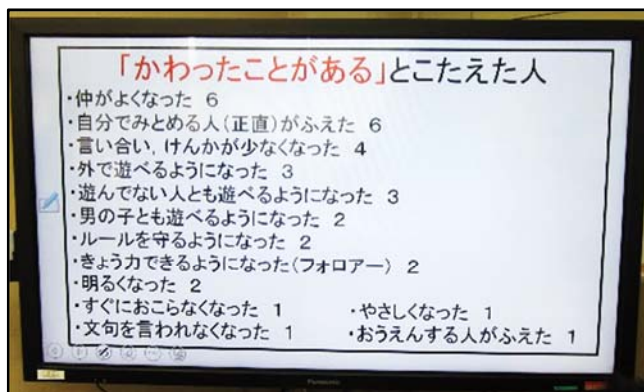 「かわったことがある」とこたえた人
・仲がよくなった 6
・自分でみとめる人（正直）がふえた 6
・言い合い，けんかが少なくなった 4
・外で遊べるようになった 3
・遊んでない人とも遊べるようになった 3
・男の子とも遊べるようになった 2
・ルールを守るようになった 2
・きょう力できるようになった（フォロアー） 2
・明るくなった 2
・すぐにおこらなくなった 1 ・やさしくなった 1
・文句を言われなくなった 1 ・おうえんする人がふえた 1
Panasonic